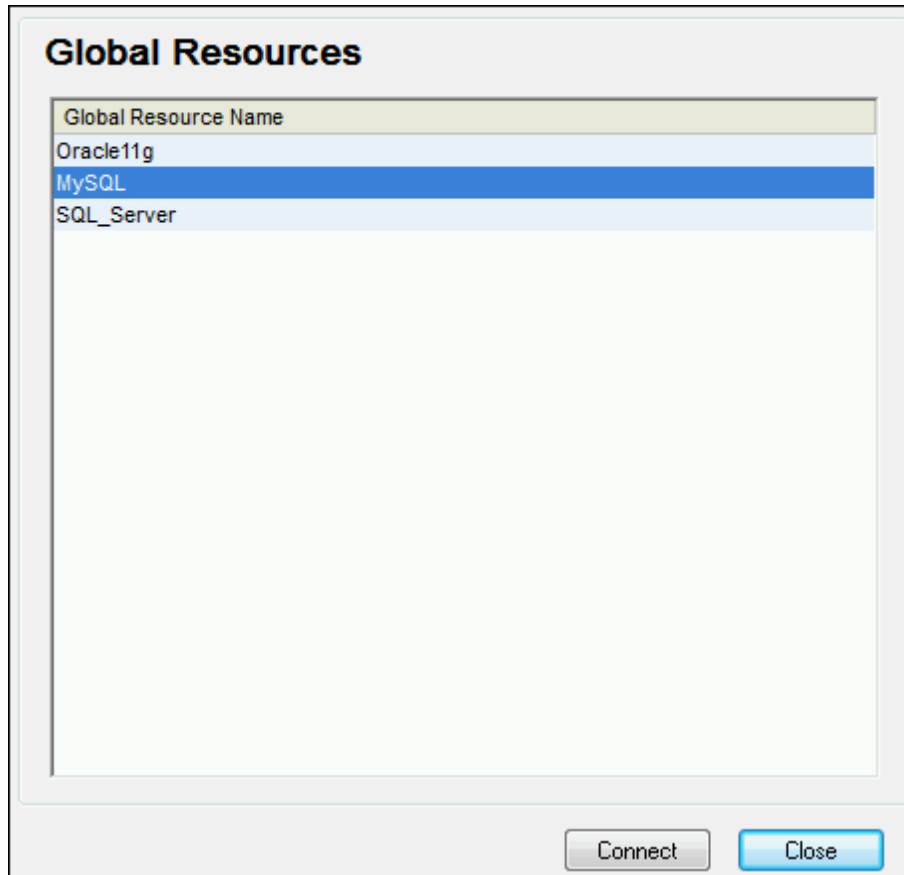 Global Resources
Global Resource Name
Oracle11g
MySQL
SQL_Server
Connect Close